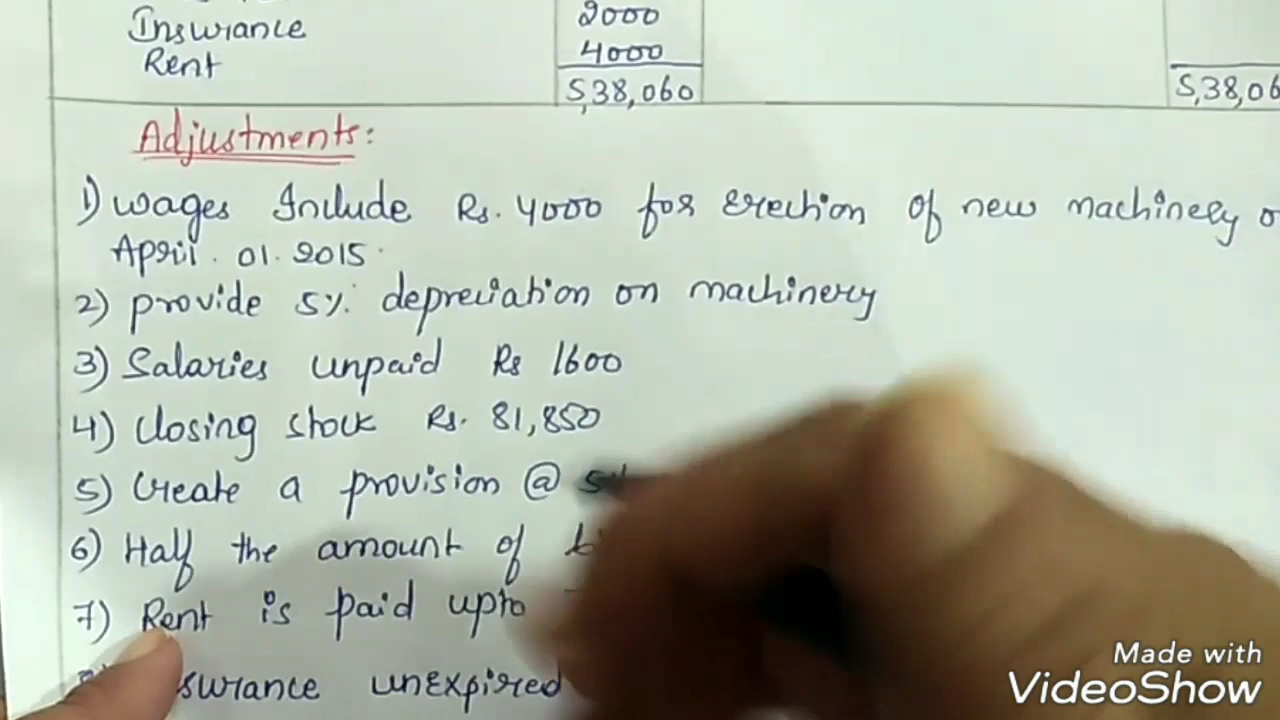 Insurance 2000
Rent 4000
5,38,060 5,38,06
Adjustments:
1) Wages Include Rs. 4000 for Erection of new machinery
April. 01. 2015.
2) Provide 5% depreciation on machinery
3) Salaries unpaid Rs 1600
4) Closing stock Rs. 81,850
5) Create a provision @
6) Half the amount of
7) Rent is paid upto
surance unexpired
Made with
VideoShow